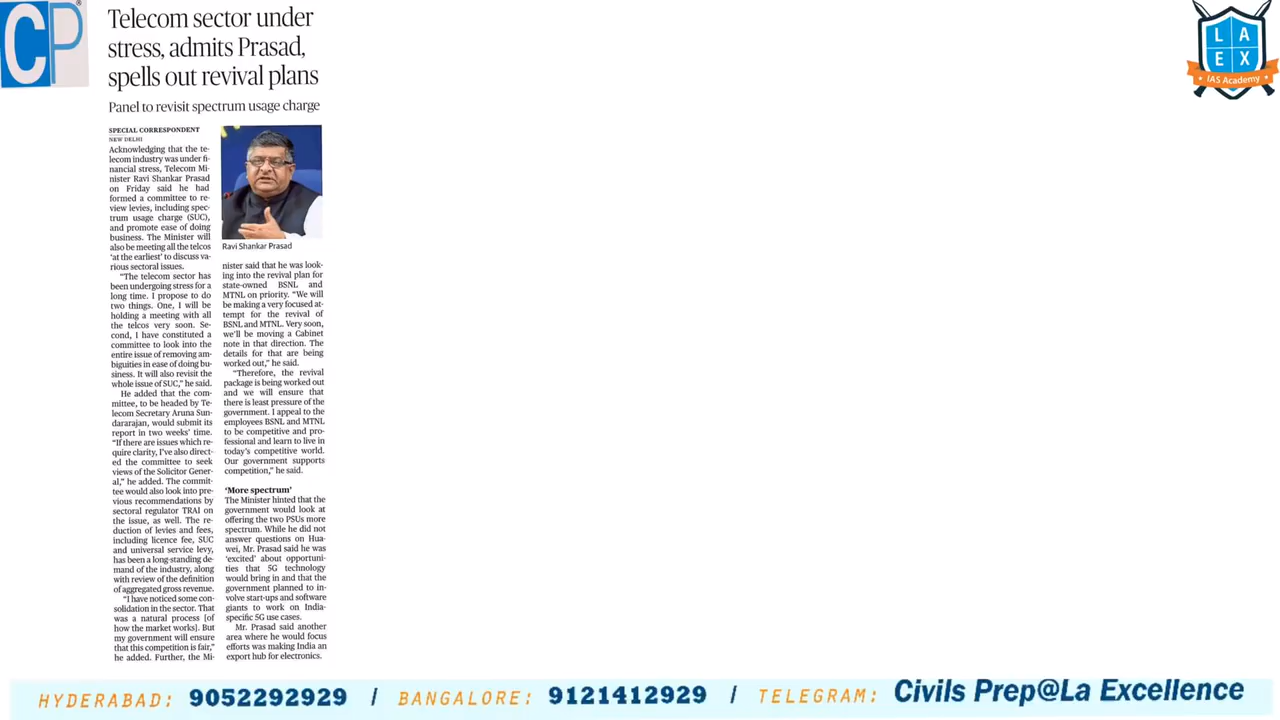 CP
Telecom sector under
stress, admits Prasad,
spells out revival plans
Panel to revisit spectrum usage charge
SPECIAL CORRESPONDENT
NEW DELHI
Acknowledging that the te-
lecom industry was under fi-
nancial stress, Telecom Mi-
nister Ravi Shankar Prasad
on Friday said he had
formed a committee to re-
view levies, including spec-
trum usage charge (SUC),
and promote ease of doing
business. The Minister will
also be meeting all the telcos
‘at the earliest’ to discuss va-
rious sectoral issues.
“The telecom sector has
been undergoing stress for a
long time. I propose to do
two things. One, I will be
holding a meeting with all
the telcos very soon. Se-
cond, I have constituted a
committee to look into the
entire issue of removing am-
biguities in ease of doing bu-
siness. It will also revisit the
whole issue of SUC,” he said.
He added that the com-
mittee, to be headed by Te-
lecom Secretary Aruna Sun-
dararajan, would submit its
report in two weeks’ time.
“If there are issues which re-
quire clarity, I’ve also direct-
ed the committee to seek
views of the Solicitor Gener-
al,” he added. The commit-
tee would also look into pre-
vious recommendations by
sectoral regulator TRAI on
the issue, as well. The re-
duction of levies and fees,
including licence fee, SUC
and universal service levy,
has been a long-standing de-
mand of the industry, along
with review of the definition
of aggregated gross revenue.
“I have noticed some con-
solidation in the sector. That
was a natural process [of
how the market works]. But
my government will ensure
that this competition is fair,”
he added. Further, the Mi-
Ravi Shankar Prasad
nister said that he was look-
ing into the revival plan for
state-owned BSNL and
MTNL on priority. “We will
be making a very focused at-
tempt for the revival of
BSNL and MTNL. Very soon,
we’ll be moving a Cabinet
note in that direction. The
details for that are being
worked out,” he said.
“Therefore, the revival
package is being worked out
and we will ensure that
there is least pressure of the
government. I appeal to the
employees BSNL and MTNL
to be competitive and pro-
fessional and learn to live in
today’s competitive world.
Our government supports
competition,” he said.
‘More spectrum’
The Minister hinted that the
government would look at
offering the two PSUs more
spectrum. While he did not
answer questions on Hua-
wei, Mr. Prasad said he was
‘excited’ about opportuni-
ties that 5G technology
would bring in and that the
government planned to in-
volve start-ups and software
giants to work on India-
specific 5G use cases.
Mr. Prasad said another
area where he would focus
efforts was making India an
export hub for electronics.
L A
E X
IAS Academy
HYDERABAD: 9052292929 / BANGALORE: 9121412929 / TELEGRAM: Civils Prep@La Excellence